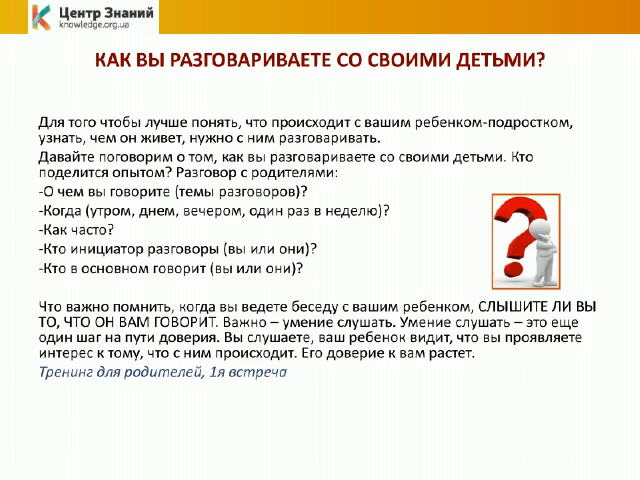 Центр Знаний
knowledge.org.ua
КАК ВЫ РАЗГОВАРИВАЕТЕ СО СВОИМИ ДЕТЬМИ?
Для того чтобы лучше понять, что происходит с вашим ребенком-подростком,
узнать, чем он живет, нужно с ним разговаривать.
Давайте поговорим о том, как вы разговариваете со своими детьми. Кто
поделится опытом? Разговор с родителями:
-О чем вы говорите (темы разговоров)?
-Когда (утром, днем, вечером, один раз в неделю)?
-Как часто?
-Кто инициатор разговоры (вы или они)?
-Кто в основном говорит (вы или они)?
Что важно помнить, когда вы ведете беседу с вашим ребенком, СЛЫШИТЕ ЛИ ВЫ
ТО, ЧТО ОН ВАМ ГОВОРИТ. Важно – умение слушать. Умение слушать – это еще
один шаг на пути доверия. Вы слушаете, ваш ребенок видит, что вы проявляете
интерес к тому, что с ним происходит. Его доверие к вам растет.
Тренинг для родителей, 1я встреча